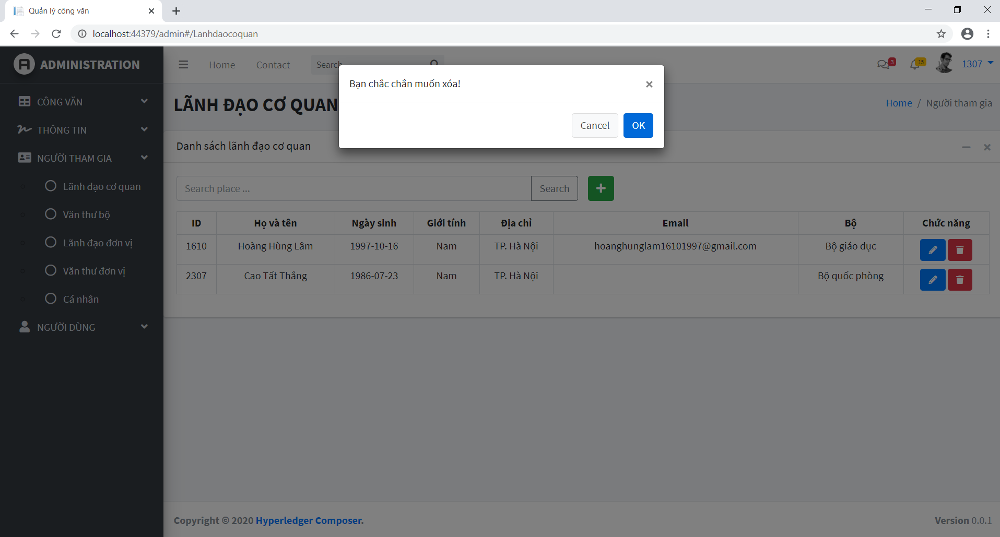 Quản lý công văn
localhost:44379/admin#/Lanhdaocoquan
ADMINISTRATION
Home
Contact
Search
3
15
1307
Bạn chắc chắn muốn xóa!
Cancel
OK
CÔNG VĂN
THÔNG TIN
NGƯỜI THAM GIA
Lãnh đạo cơ quan
Văn thư bộ
Lãnh đạo đơn vị
Văn thư đơn vị
Cá nhân
NGƯỜI DÙNG
LÃNH ĐẠO CƠ QUAN
Home / Người tham gia
Danh sách lãnh đạo cơ quan
Search place ...
Search
ID Họ và tên Ngày sinh Giới tính Địa chỉ Email Bộ Chức năng
1610 Hoàng Hùng Lâm 1997-10-16 Nam TP. Hà Nội hoanghunglam16101997@gmail.com Bộ giáo dục
2307 Cao Tất Thắng 1986-07-23 Nam TP. Hà Nội Bộ quốc phòng
Copyright © 2020 Hyperledger Composer.
Version 0.0.1